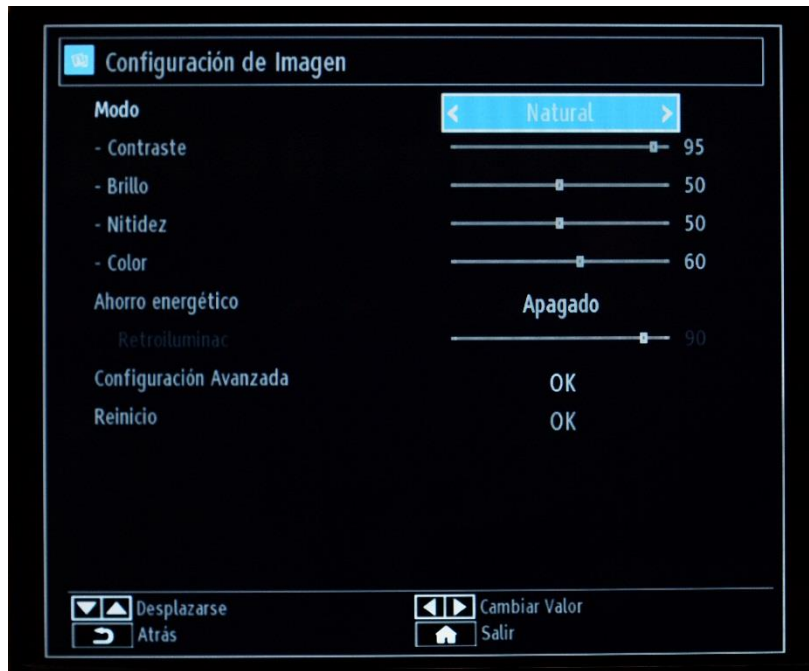 Configuración de Imagen
Modo < Natural >
- Contraste 95
- Brillo 50
- Nitidez 50
- Color 60
Ahorro energético Apagado
Retroiluminac 90
Configuración Avanzada OK
Reinicio OK
Desplazarse Cambiar Valor
Atrás Salir